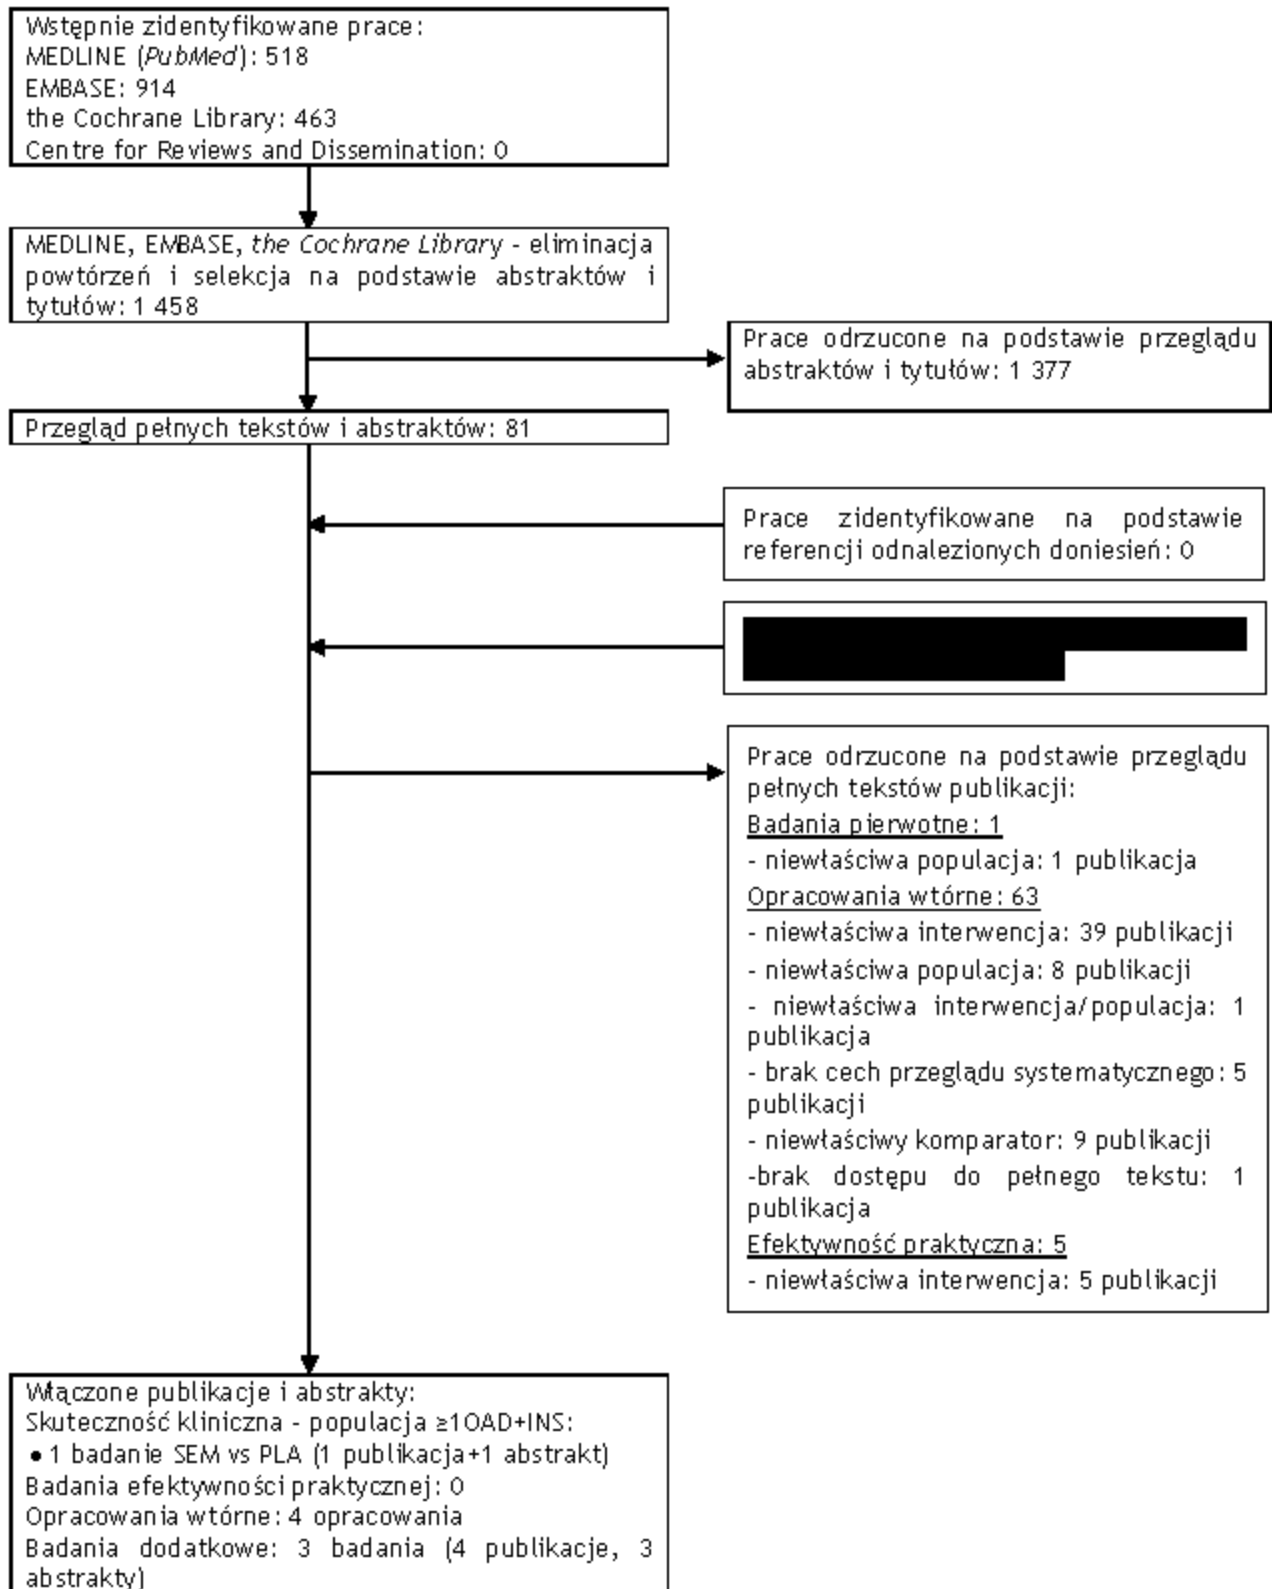 Wstępnie zidentyfikowane prace:
MEDLINE (PubMed): 518
EMBASE: 914
the Cochrane Library: 463
Centre for Reviews and Dissemination: 0
MEDLINE, EMBASE, the Cochrane Library - eliminacja
powtórzeń i selekcja na podstawie abstraktów i
tytułów: 1 458
Prace odrzucone na podstawie przeglądu
abstraktów i tytułów: 1 377
Przegląd pełnych tekstów i abstraktów: 81
Prace zidentyfikowane na podstawie
referencji odnalezionych doniesień: 0
Prace odrzucone na podstawie przeglądu
pełnych tekstów publikacji:
Badania pierwotne: 1
- niewłaściwa populacja: 1 publikacja
Opracowania wtórne: 63
- niewłaściwa interwencja: 39 publikacji
- niewłaściwa populacja: 8 publikacji
- niewłaściwa interwencja/populacja: 1
publikacja
- brak cech przeglądu systematycznego: 5
publikacji
- niewłaściwy komparator: 9 publikacji
-brak dostępu do pełnego tekstu: 1
publikacja
Efektywność praktyczna: 5
- niewłaściwa interwencja: 5 publikacji
Włączone publikacje i abstrakty:
Skuteczność kliniczna - populacja ≥1OAD+INS:
• 1 badanie SEM vs PLA (1 publikacja+1 abstrakt)
Badania efektywności praktycznej: 0
Opracowania wtórne: 4 opracowania
Badania dodatkowe: 3 badania (4 publikacje, 3
abstrakty)